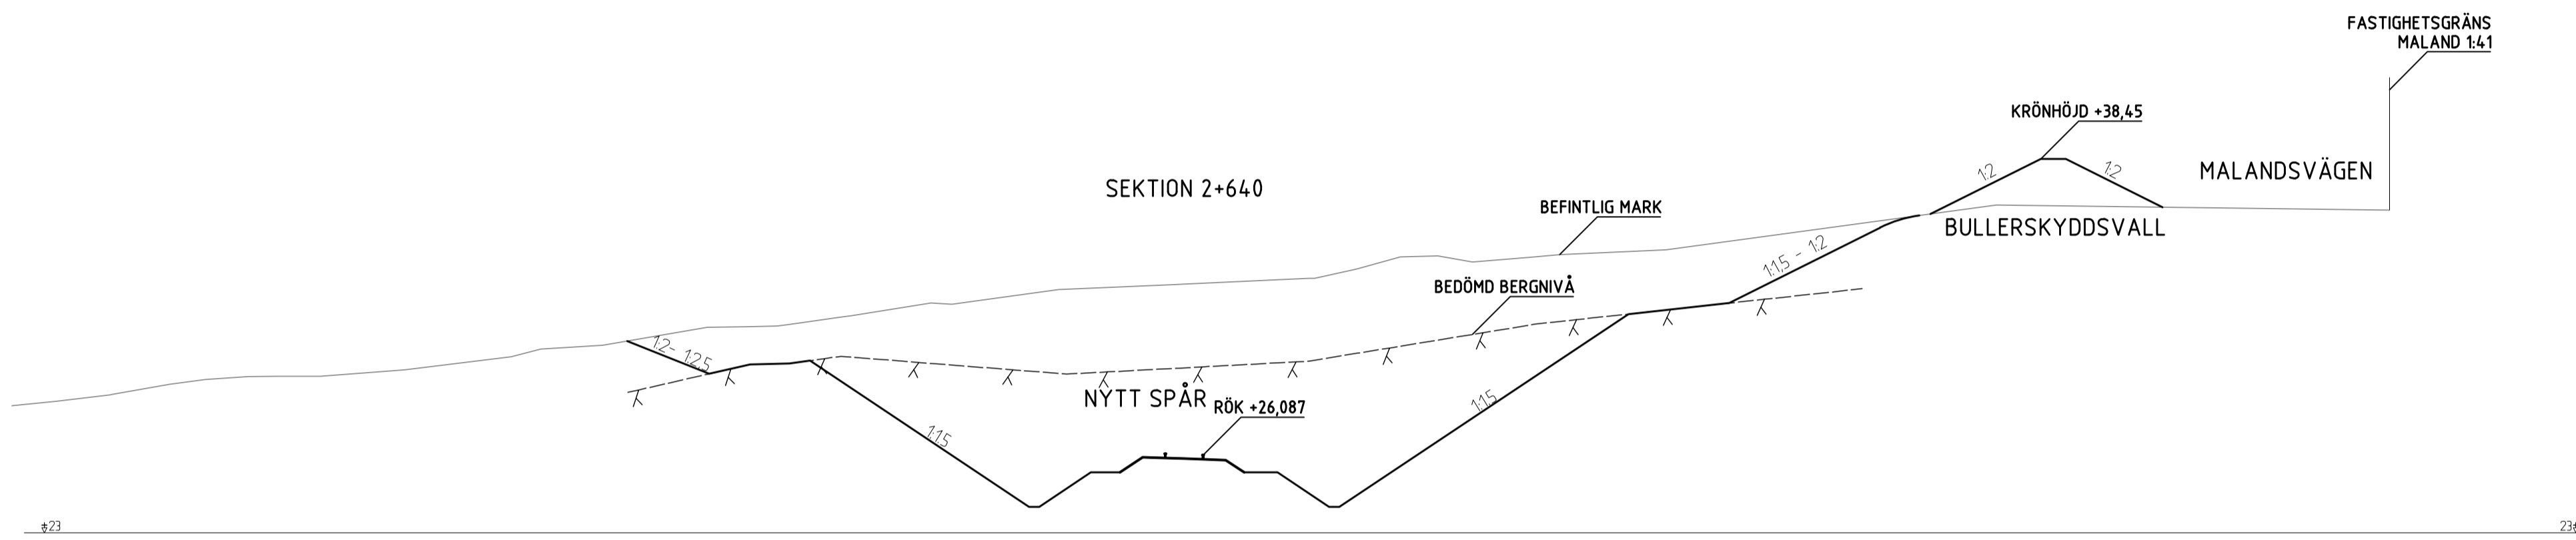 FASTIGHETSGRÄNS
MALAND 1:41
KRÖNHÖJD +38,45
1:2
1:2
MALANDSVÄGEN
SEKTION 2+640
BEFINTLIG MARK
BULLERSKYDDSVALL
1:1,5 - 1:2
BEDÖMD BERGNIVÅ
1:2- 1:2,5
NYTT SPÅR
RÖK +26,087
1:1,5
1:1,5
+23
23